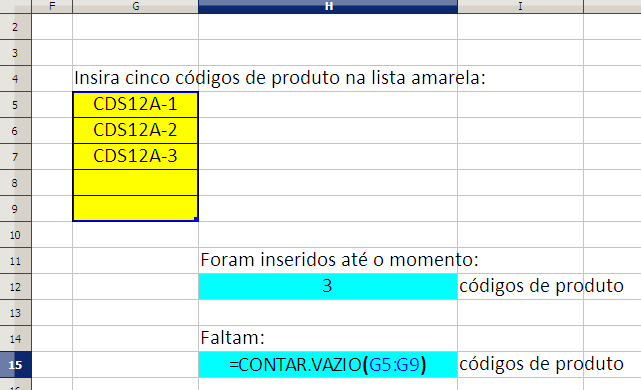 F G H I
2
3
4 Insira cinco códigos de produto na lista amarela:
5 CDS12A-1
6 CDS12A-2
7 CDS12A-3
8
9
10
11 Foram inseridos até o momento:
12 3 códigos de produto
13
14 Faltam:
15 =CONTAR.VAZIO(G5:G9) códigos de produto